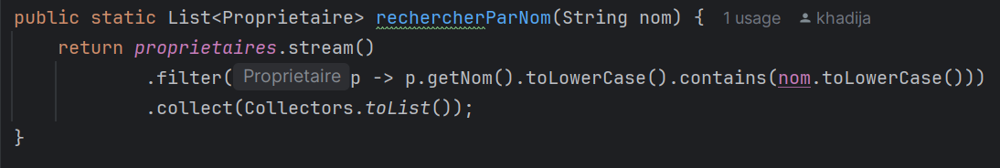 public static List<Proprietaire> rechercherParNom(String nom) { 1 usage khadija
return proprietaires.stream()
.filter( Proprietaire p -> p.getNom().toLowerCase().contains(nom.toLowerCase()))
.collect(Collectors.toList());
}